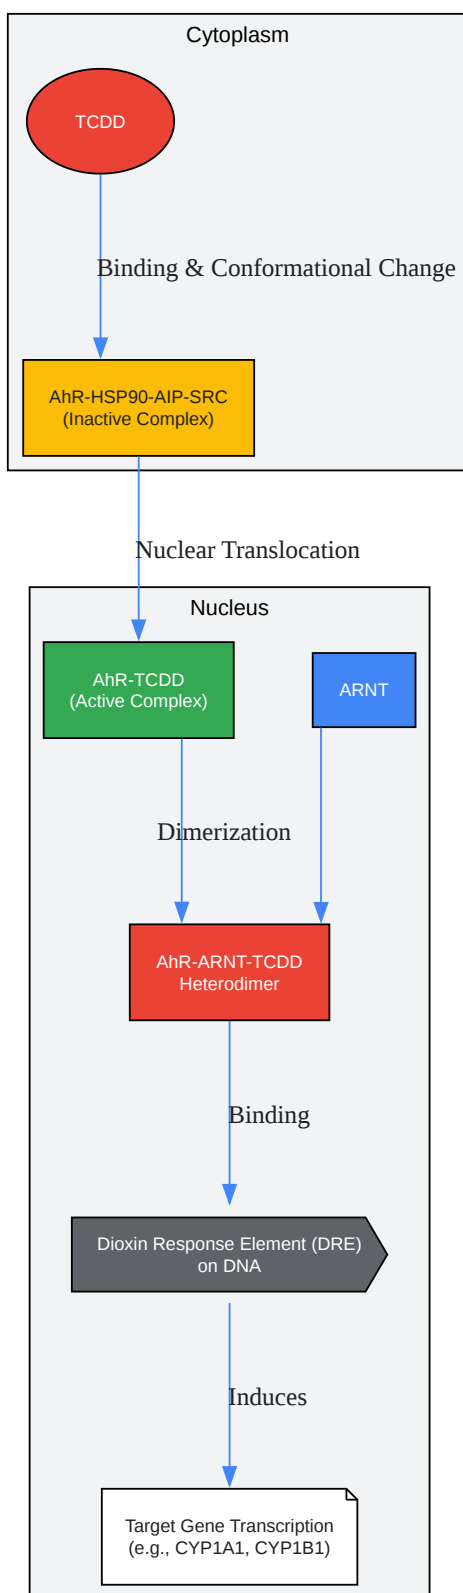 Cytoplasm
TCDD
Binding & Conformational Change
AhR-HSP90-AIP-SRC
(Inactive Complex)
Nuclear Translocation
Nucleus
AhR-TCDD
(Active Complex)
ARNT
Dimerization
AhR-ARNT-TCDD
Heterodimer
Binding
Dioxin Response Element (DRE)
on DNA
Induces
Target Gene Transcription
(e.g., CYP1A1, CYP1B1)